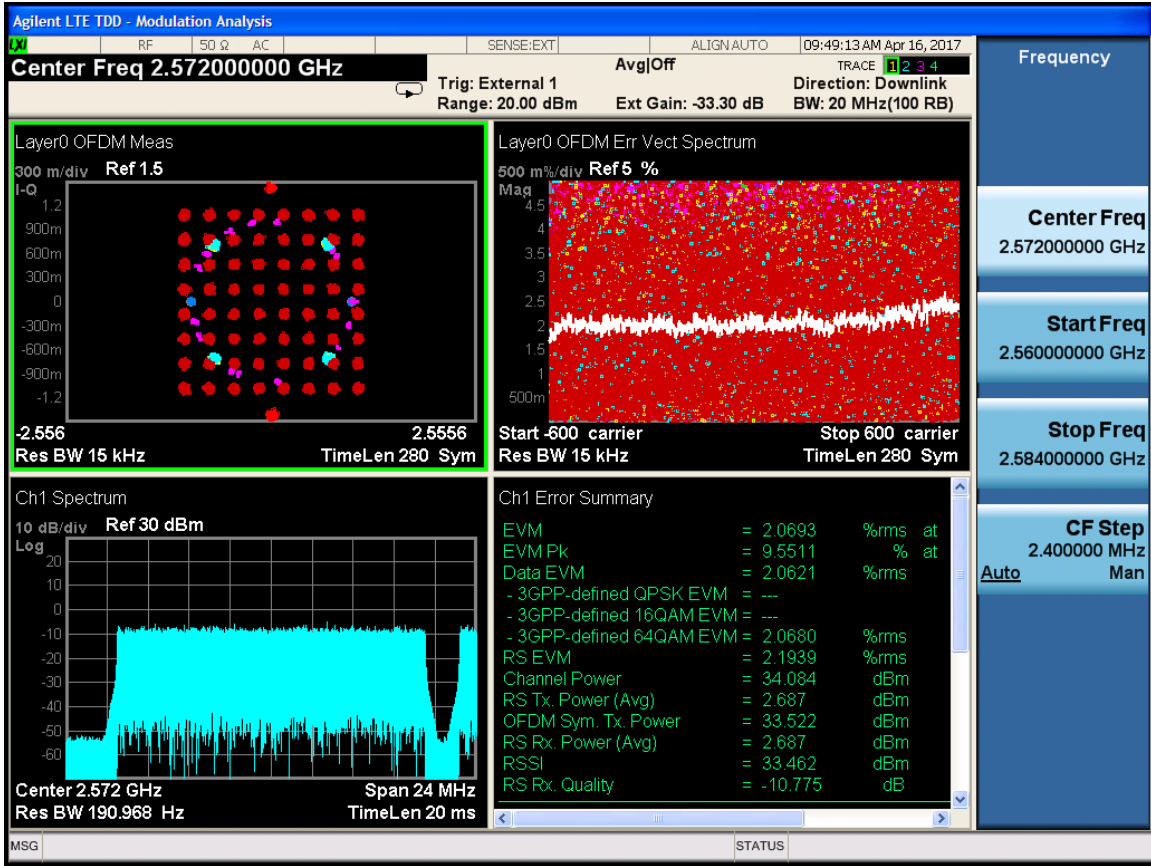 Agilent LTE TDD - Modulation Analysis
LXI RF 50 Ω AC SENSE:EXT ALIGN AUTO 09:49:13 AM Apr 16, 2017
Center Freq 2.572000000 GHz
Avg|Off
TRACE 1 2 3 4
Trig: External 1
Direction: Downlink
Range: 20.00 dBm Ext Gain: -33.30 dB BW: 20 MHz(100 RB)
Layer0 OFDM Meas
300 m/div Ref 1.5
I-Q
1.2
900m
600m
300m
0
-300m
-600m
-900m
-1.2
-2.556 2.5556
Res BW 15 kHz TimeLen 280 Sym
Layer0 OFDM Err Vect Spectrum
500 m%/div Ref 5 %
Mag
4.5
4
3.5
3
2.5
2
1.5
1
500m
Start -600 carrier Stop 600 carrier
Res BW 15 kHz TimeLen 280 Sym
Ch1 Spectrum
10 dB/div Ref 30 dBm
Log
20
10
0
-10
-20
-30
-40
-50
-60
Center 2.572 GHz Span 24 MHz
Res BW 190.968 Hz TimeLen 20 ms
Ch1 Error Summary
EVM = 2.0693 %rms at
EVM Pk = 9.5511 % at
Data EVM = 2.0621 %rms
- 3GPP-defined QPSK EVM = ---
- 3GPP-defined 16QAM EVM = ---
- 3GPP-defined 64QAM EVM = 2.0680 %rms
RS EVM = 2.1939 %rms
Channel Power = 34.084 dBm
RS Tx. Power (Avg) = 2.687 dBm
OFDM Sym. Tx. Power = 33.522 dBm
RS Rx. Power (Avg) = 2.687 dBm
RSSI = 33.462 dBm
RS Rx. Quality = -10.775 dB
Frequency
Center Freq
2.572000000 GHz
Start Freq
2.560000000 GHz
Stop Freq
2.584000000 GHz
CF Step
2.400000 MHz
Auto Man
MSG STATUS